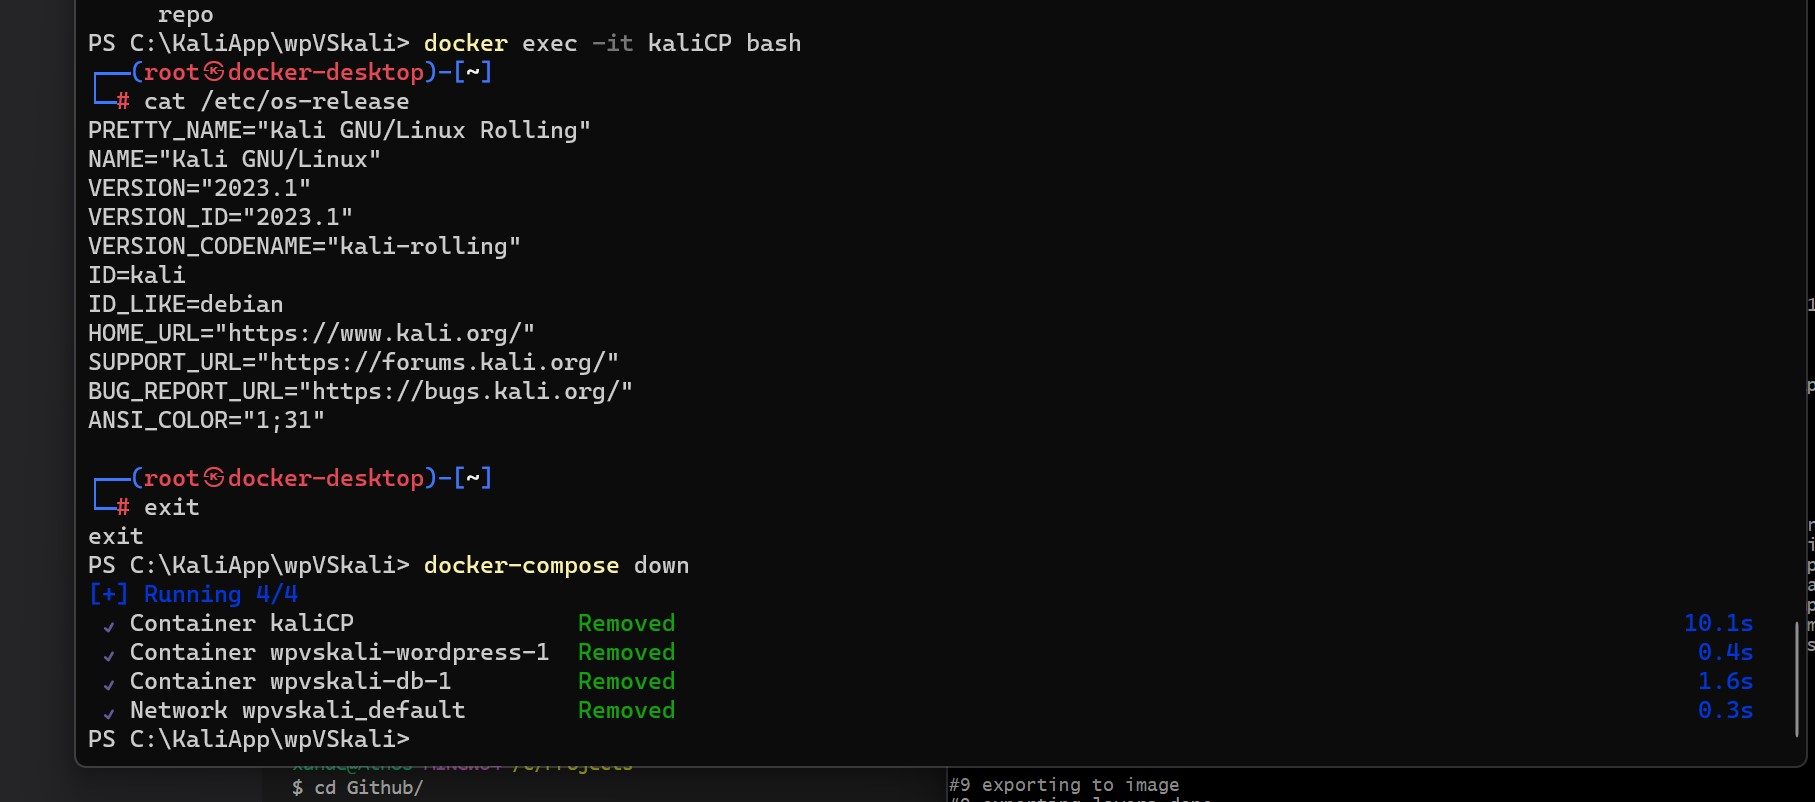 repo
PS C:\KaliApp\wpVSkali> docker exec -it kaliCP bash
┌──(root㉿docker-desktop)-[~]
└─# cat /etc/os-release
PRETTY_NAME="Kali GNU/Linux Rolling"
NAME="Kali GNU/Linux"
VERSION="2023.1"
VERSION_ID="2023.1"
VERSION_CODENAME="kali-rolling"
ID=kali
ID_LIKE=debian
HOME_URL="https://www.kali.org/"
SUPPORT_URL="https://forums.kali.org/"
BUG_REPORT_URL="https://bugs.kali.org/"
ANSI_COLOR="1;31"
┌──(root㉿docker-desktop)-[~]
└─# exit
exit
PS C:\KaliApp\wpVSkali> docker-compose down
[+] Running 4/4
✓ Container kaliCP Removed 10.1s
✓ Container wpvskali-wordpress-1 Removed 0.4s
✓ Container wpvskali-db-1 Removed 1.6s
✓ Network wpvskali_default Removed 0.3s
PS C:\KaliApp\wpVSkali>
$ cd Github/
#9 exporting to image